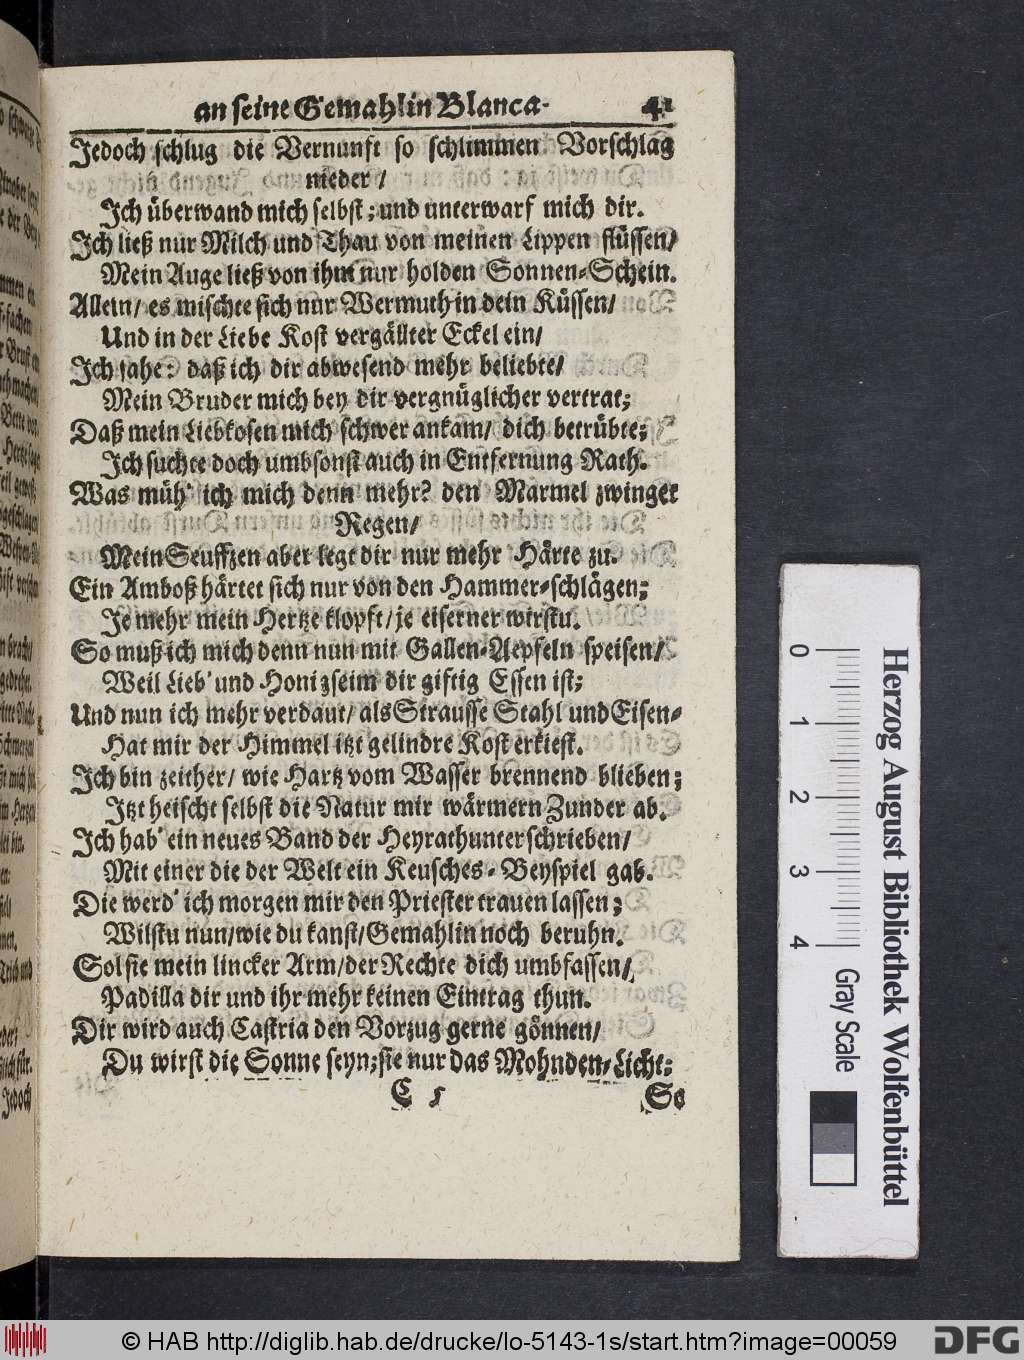 an seine Gemahlin Blanca. 41
Jedoch schlug die Vernunft so schlimmen Vorschlag
nieder /
Ich überwand mich selbst; und unterwarf mich dir.
Ich ließ nur Milch und Thau von meinen Lippen flüssen/
Mein Auge ließ von ihm nur holden Sonnen-Schein.
Allein/ es mischte sich nur Wermuth in dein Küssen/
Und in der Liebe Kost vergällter Eckel ein/
Ich sahe: daß ich dir abwesend mehr beliebte/
Mein Bruder mich bey dir vergnüglicher vertrat;
Daß mein Liebkosen mich schwer ankam/ dich betrübte;
Ich suchte doch umbsonst auch in Entfernung Rath.
Was müh' ich mich denn mehr? den Marmel zwinget
Regen/
Mein Seuffzen aber legt dir nur mehr Härte zu.
Ein Amboß härtet sich nur von den Hammer-schlägen;
Je mehr mein Hertze klopft/ je eiserner wirstu.
So muß ich mich denn nun mit Gallen-Aepfeln speisen/
Weil Lieb' und Honigseim dir giftig Essen ist;
Und nun ich mehr verdaut/ als Strausse Stahl und Eisen-
Hat mir der Himmel itzt gelindre Kost erkiest.
Ich bin zeither/ wie Hartz vom Wasser brennend blieben;
Jtzt heischt selbst die Natur mir wärmern Zunder ab.
Ich hab' ein neues Band der Heyrath unterschrieben/
Mit einer die der Welt ein Keusches-Beyspiel gab.
Die werd' ich morgen mir den Priester trauen lassen;
Wilstu nun/ wie du kanst/ Gemahlin noch beruhn.
Sol sie mein lincker Arm/ der Rechte dich umbfassen/
Padilla dir und ihr mehr keinen Eintrag thun.
Dir wird auch Castria den Vorzug gerne gönnen/
Du wirst die Sonne seyn; sie nur das Mohnden-Licht;
C 5 So
Jedoch
0 1 2 3 4
Gray Scale
Herzog August Bibliothek Wolfenbüttel
© HAB http://diglib.hab.de/drucke/lo-5143-1s/start.htm?image=00059
DFG